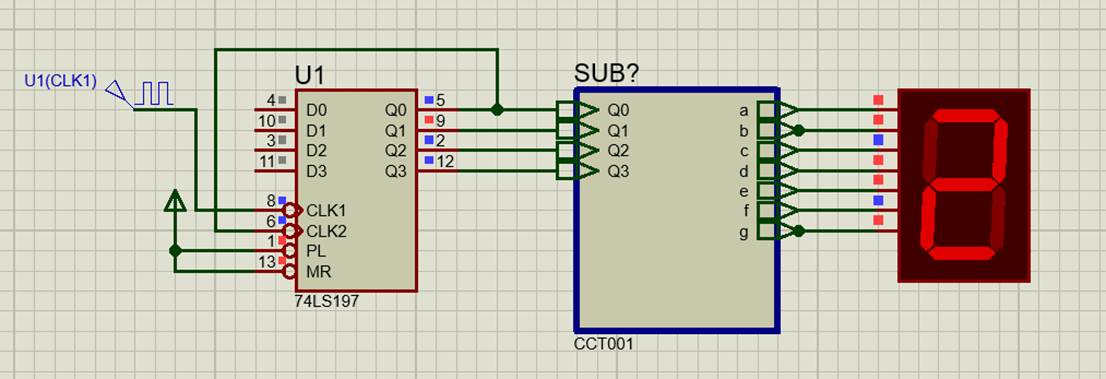 U1(CLK1)
U1
4 D0 Q0 5
10 D1 Q1 9
3 D2 Q2 2
11 D3 Q3 12
8 CLK1
6 CLK2
1 PL
13 MR
74LS197
SUB?
Q0 a
Q1 b
Q2 c
Q3 d
e
f
g
CCT001